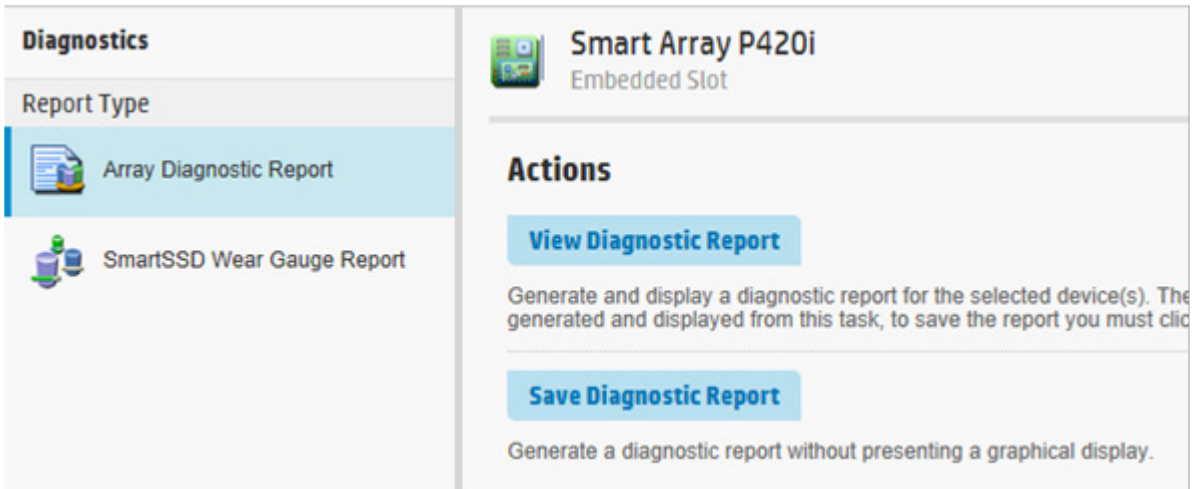 Diagnostics
Report Type
Array Diagnostic Report
SmartSSD Wear Gauge Report
Smart Array P420i
Embedded Slot
Actions
View Diagnostic Report
Generate and display a diagnostic report for the selected device(s). The
generated and displayed from this task, to save the report you must clic
Save Diagnostic Report
Generate a diagnostic report without presenting a graphical display.